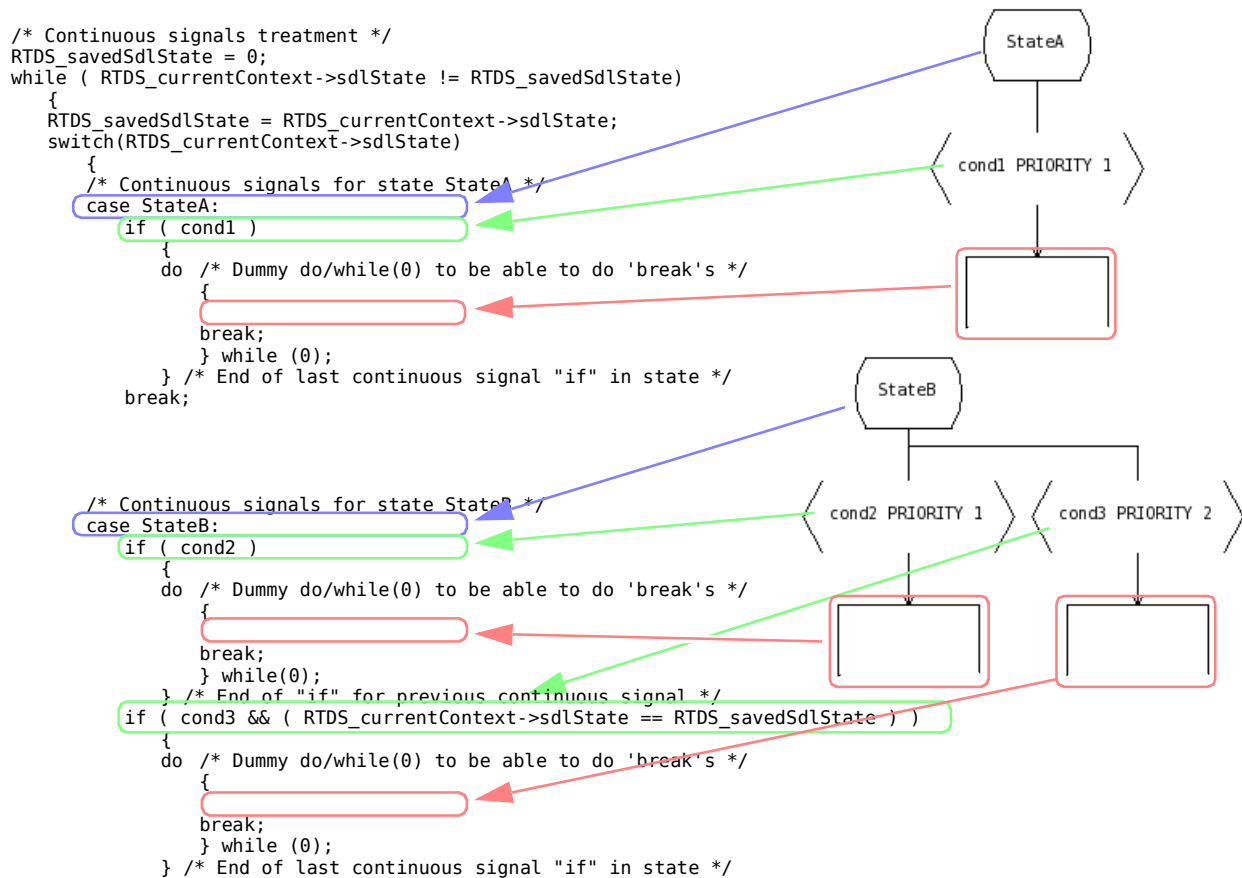 /* Continuous signals treatment */
RTDS_savedSdlState = 0;
while ( RTDS_currentContext->sdlState != RTDS_savedSdlState)
{
RTDS_savedSdlState = RTDS_currentContext->sdlState;
switch(RTDS_currentContext->sdlState)
{
/* Continuous signals for state StateA */
case StateA:
if ( cond1 )
{
do /* Dummy do/while(0) to be able to do 'break's */
{
break;
} while (0);
} /* End of last continuous signal "if" in state */
break;
StateA
cond1 PRIORITY 1
/* Continuous signals for state StateB */
case StateB:
if ( cond2 )
{
do /* Dummy do/while(0) to be able to do 'break's */
{
break;
} while(0);
} /* End of "if" for previous continuous signal */
if ( cond3 && ( RTDS_currentContext->sdlState == RTDS_savedSdlState ) )
{
do /* Dummy do/while(0) to be able to do 'break's */
{
break;
} while (0);
} /* End of last continuous signal "if" in state */
StateB
cond2 PRIORITY 1
cond3 PRIORITY 2